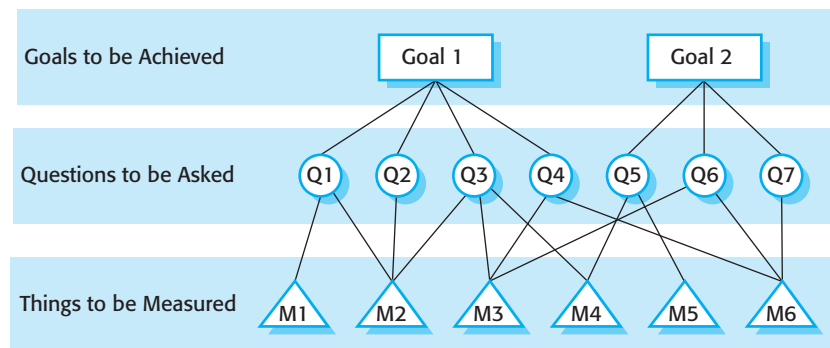 Goals to be Achieved Goal 1 Goal 2
Questions to be Asked Q1 Q2 Q3 Q4 Q5 Q6 Q7
Things to be Measured M1 M2 M3 M4 M5 M6